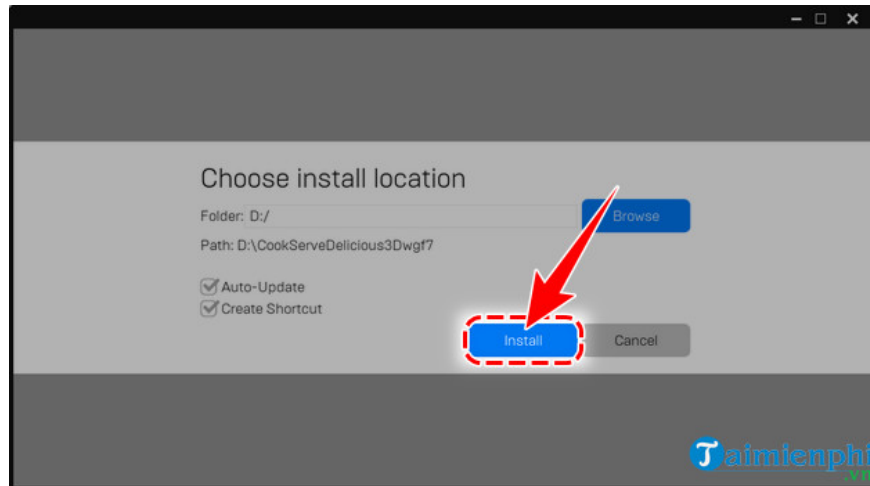 Choose install location
Folder: D:/
Browse
Path: D:\CookServeDelicious3Dwgf7
Auto-Update
Create Shortcut
Install
Cancel
Taimienphi
.vn